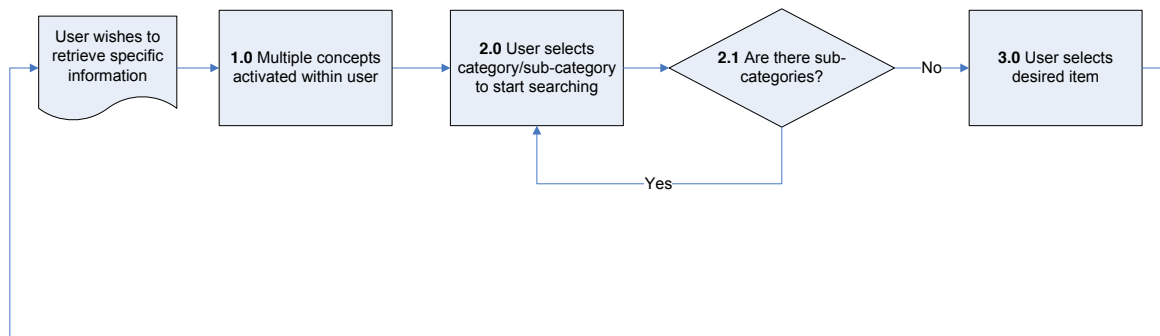 User wishes to
retrieve specific
information
1.0 Multiple concepts
activated within user
2.0 User selects
category/sub-category
to start searching
2.1 Are there sub-
categories?
No
3.0 User selects
desired item
Yes